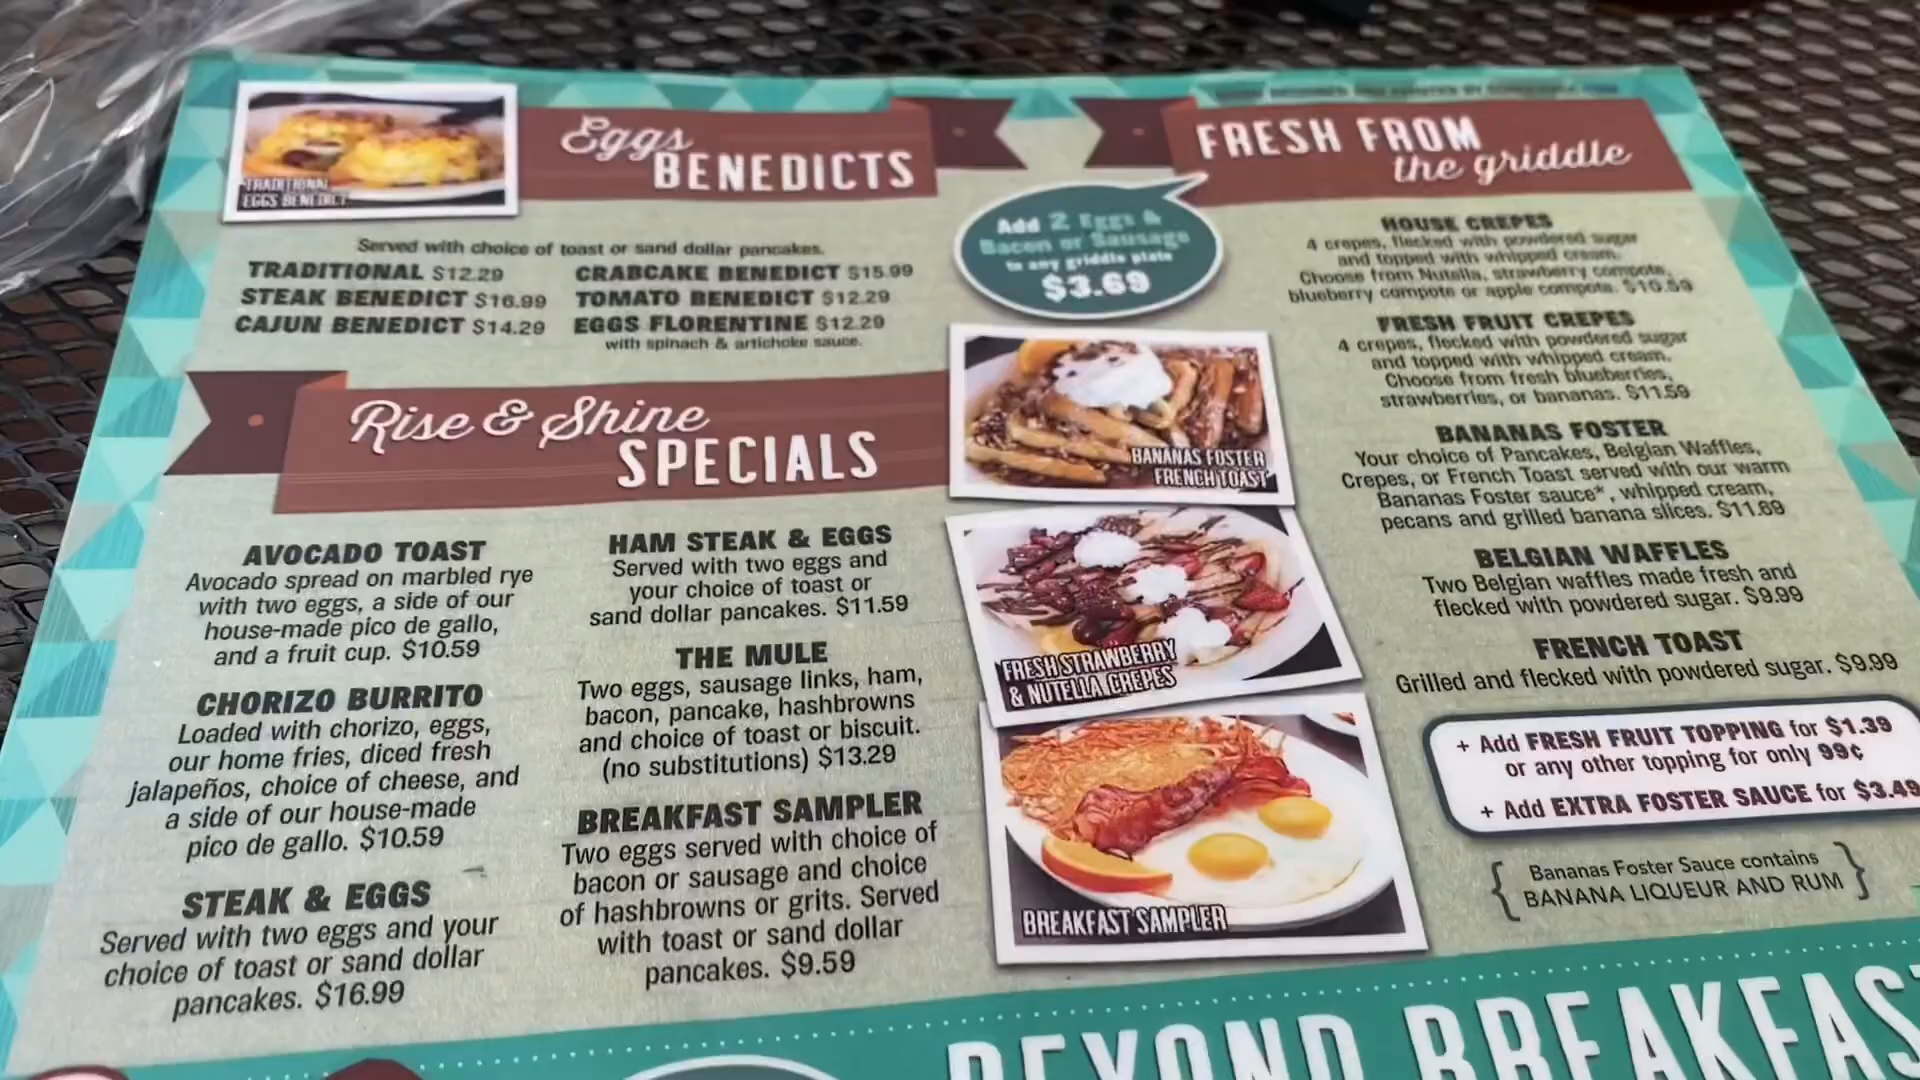 TRADITIONAL
EGGS BENEDICT
Eggs
BENEDICTS
Served with choice of toast or sand dollar pancakes.
TRADITIONAL $12.29
STEAK BENEDICT $16.99
CAJUN BENEDICT $14.29
CRABCAKE BENEDICT $15.99
TOMATO BENEDICT $12.29
EGGS FLORENTINE $12.29
with spinach & artichoke sauce.
Rise & Shine
SPECIALS
AVOCADO TOAST
Avocado spread on marbled rye
with two eggs, a side of our
house-made pico de gallo,
and a fruit cup. $10.59
CHORIZO BURRITO
Loaded with chorizo, eggs,
our home fries, diced fresh
jalapeños, choice of cheese, and
a side of our house-made
pico de gallo. $10.59
STEAK & EGGS
Served with two eggs and your
choice of toast or sand dollar
pancakes. $16.99
HAM STEAK & EGGS
Served with two eggs and
your choice of toast or
sand dollar pancakes. $11.59
THE MULE
Two eggs, sausage links, ham,
bacon, pancake, hashbrowns
and choice of toast or biscuit.
(no substitutions) $13.29
BREAKFAST SAMPLER
Two eggs served with choice of
bacon or sausage and choice
of hashbrowns or grits. Served
with toast or sand dollar
pancakes. $9.59
FRESH FROM
the griddle
Add 2 Eggs &
Bacon or Sausage
to any griddle plate
$3.69
BANANAS FOSTER
FRENCH TOAST
FRESH STRAWBERRY
& NUTELLA CREPES
BREAKFAST SAMPLER
HOUSE CREPES
4 crepes, flecked with powdered sugar
and topped with whipped cream.
Choose from Nutella, strawberry compote,
blueberry compote or apple compote. $10.59
FRESH FRUIT CREPES
4 crepes, flecked with powdered sugar
and topped with whipped cream.
Choose from fresh blueberries,
strawberries, or bananas. $11.59
BANANAS FOSTER
Your choice of Pancakes, Belgian Waffles,
Crepes, or French Toast served with our warm
Bananas Foster sauce*, whipped cream,
pecans and grilled banana slices. $11.69
BELGIAN WAFFLES
Two Belgian waffles made fresh and
flecked with powdered sugar. $9.99
FRENCH TOAST
Grilled and flecked with powdered sugar. $9.99
+ Add FRESH FRUIT TOPPING for $1.39
or any other topping for only 99¢
+ Add EXTRA FOSTER SAUCE for $3.49
{ Bananas Foster Sauce contains
BANANA LIQUEUR AND RUM }
BEYOND BREAKFAS